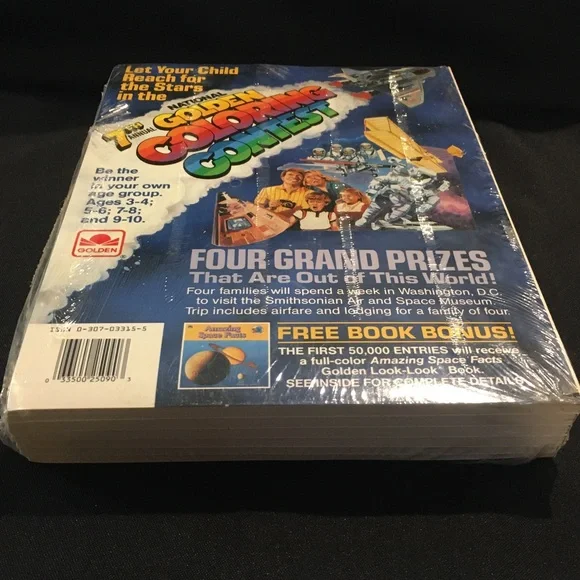 Let Your Child
Reach for
the Stars
in the
7TH ANNUAL
NATIONAL
GOLDEN
COLORING
CONTEST
Be the
winner
in your own
age group.
Ages 3-4;
5-6; 7-8;
and 9-10.
GOLDEN
FOUR GRAND PRIZES
That Are Out of This World!
Four families will spend a week in Washington, D.C.
to visit the Smithsonian Air and Space Museum.
Trip includes airfare and lodging for a family of four.
ISBN 0-307-03315-5
0 33500 25090 3
Amazing
Space Facts
FREE BOOK BONUS!
THE FIRST 50,000 ENTRIES will receive
a full-color Amazing Space Facts
Golden Look-Look® Book.
SEE INSIDE FOR COMPLETE DETAILS